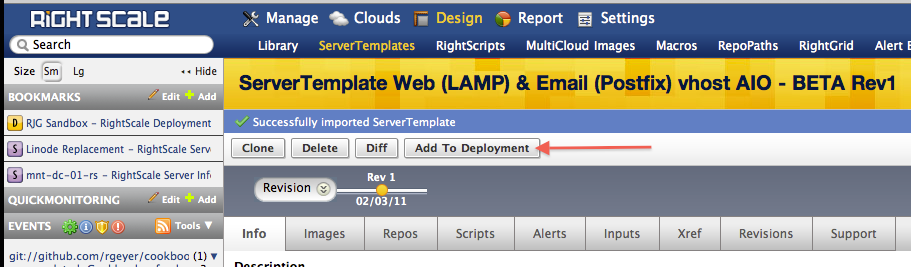 RIGHTSCALE
Manage Clouds Design Report Settings
Search
Library ServerTemplates RightScripts MultiCloud Images Macros RepoPaths RightGrid Alert E
Size Sm Lg Hide
ServerTemplate Web (LAMP) & Email (Postfix) vhost AIO - BETA Rev1
BOOKMARKS Edit Add
D RJG Sandbox - RightScale Deployment
Successfully imported ServerTemplate
S Linode Replacement - RightScale Serv
Clone Delete Diff Add To Deployment
S mnt-dc-01-rs - RightScale Server Inf
Revision Rev 1
02/03/11
QUICKMONITORING Edit Add
EVENTS Tools
Info Images Repos Scripts Alerts Inputs Xref Revisions Support
git://github.com/rgeyer/cookboo (1)
Description